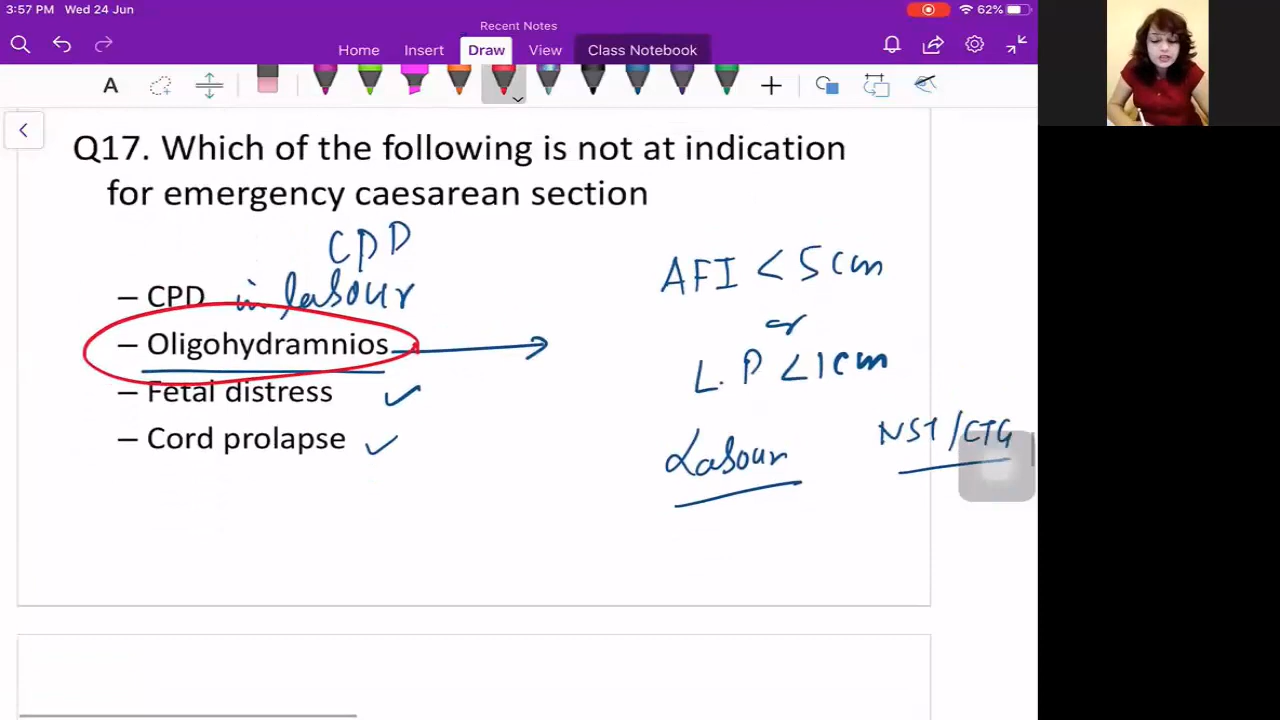 3:57 PM Wed 24 Jun
62%
Recent Notes
Home Insert Draw View Class Notebook
A
Q17. Which of the following is not at indication
for emergency caesarean section
CPD
– CPD in labour
– Oligohydramnios
– Fetal distress
– Cord prolapse
AFI < 5 cm
or
L.P < 1 cm
Labour
NST/CTG